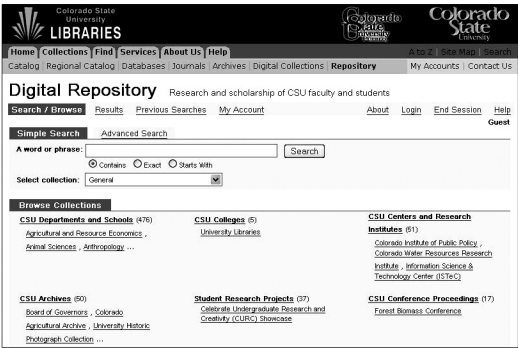 Colorado State
University
LIBRARIES
Colorado
State
University
Colorado
State
University
Home Collections Find Services About Us Help
A to Z Site Map Search
Catalog Regional Catalog Databases Journals Archives Digital Collections Repository
My Accounts Contact Us
Digital Repository Research and scholarship of CSU faculty and students
Search / Browse Results Previous Searches My Account About Login End Session Help
Guest
Simple Search Advanced Search
A word or phrase: Search
Contains Exact Starts With
Select collection: General
Browse Collections
CSU Departments and Schools (476)
Agricultural and Resource Economics ,
Animal Sciences , Anthropology ...
CSU Colleges (5)
University Libraries
CSU Centers and Research
Institutes (61)
Colorado Institute of Public Policy ,
Colorado Water Resources Research
Institute , Information Science &
Technology Center (ISTeC)
CSU Archives (50)
Board of Governors , Colorado
Agricultural Archive , University Historic
Photograph Collection ...
Student Research Projects (37)
Celebrate Undergraduate Research and
Creativity (CURC) Showcase
CSU Conference Proceedings (17)
Forest Biomass Conference